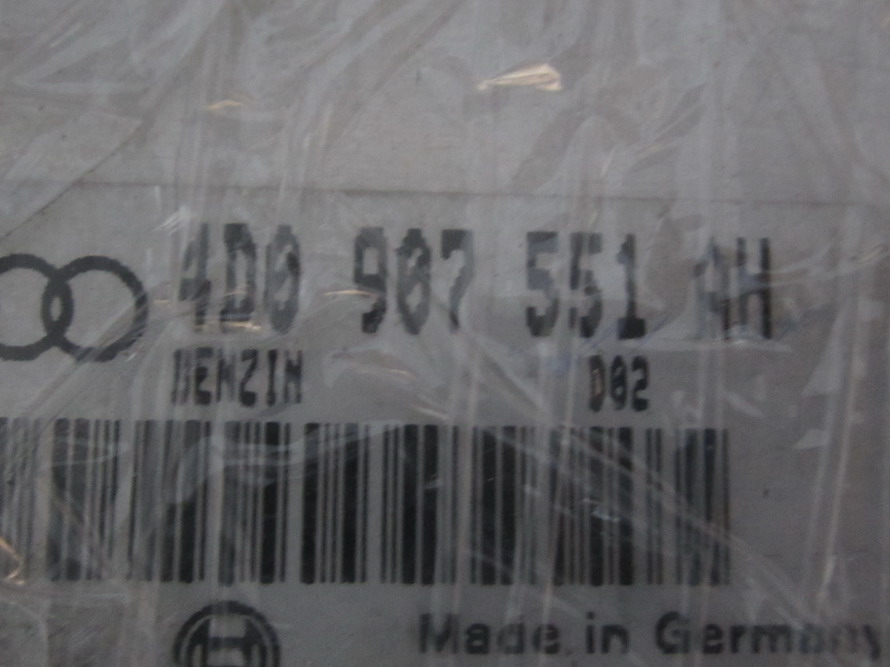 4D0 907 551 AH
BENZIN D02
Made in Germany